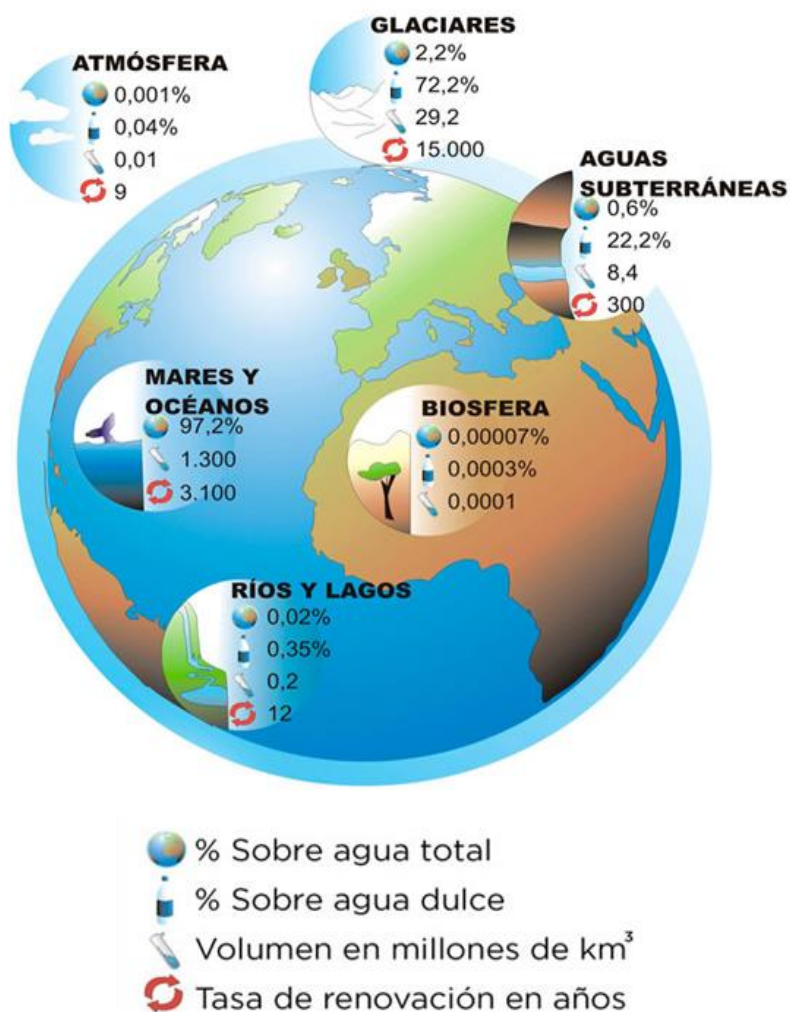 GLACIARES
2,2%
72,2%
29,2
15.000
ATMÓSFERA
0,001%
0,04%
0,01
9
AGUAS
SUBTERRÁNEAS
0,6%
22,2%
8,4
300
MARES Y
OCÉANOS
97,2%
1.300
3.100
BIOSFERA
0,00007%
0,0003%
0,0001
RÍOS Y LAGOS
0,02%
0,35%
0,2
12
% Sobre agua total
% Sobre agua dulce
Volumen en millones de km³
Tasa de renovación en años